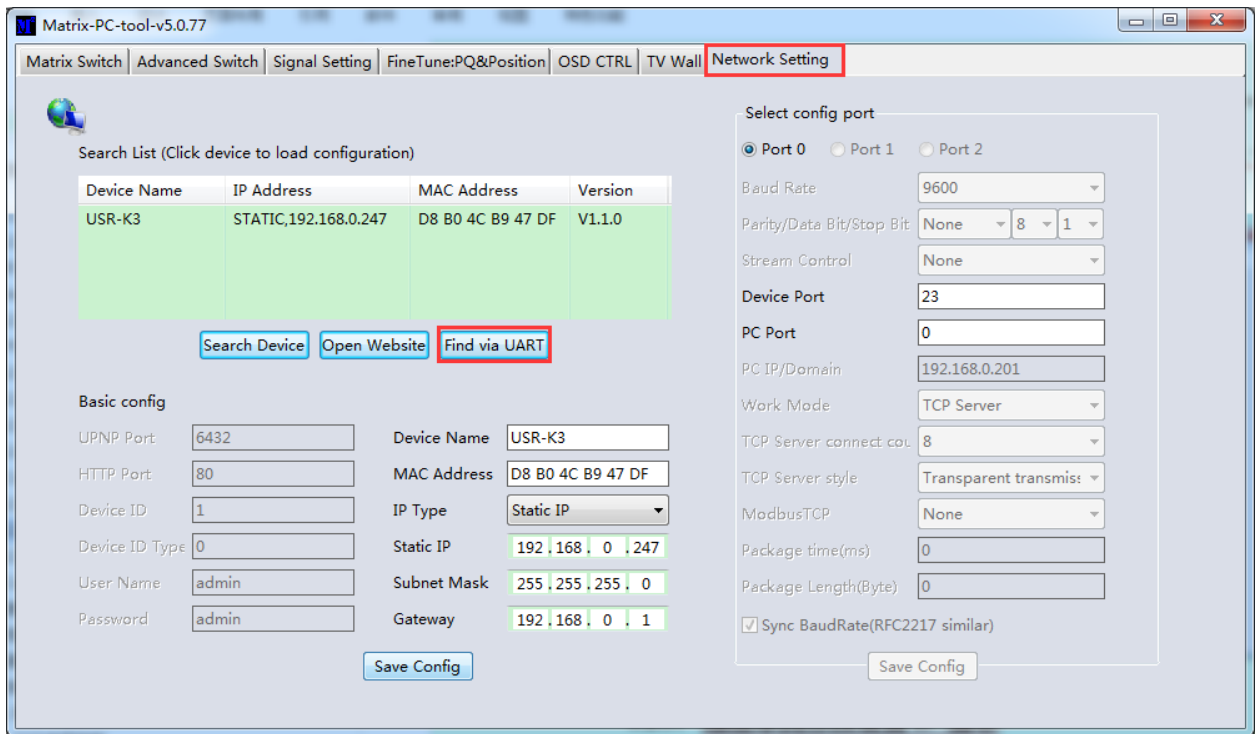 Matrix-PC-tool-v5.0.77
Matrix Switch Advanced Switch Signal Setting FineTune:PQ&Position OSD CTRL TV Wall Network Setting
Search List (Click device to load configuration)
Device Name IP Address MAC Address Version
USR-K3 STATIC,192.168.0.247 D8 B0 4C B9 47 DF V1.1.0
Search Device Open Website Find via UART
Basic config
UPNP Port 6432 Device Name USR-K3
HTTP Port 80 MAC Address D8 B0 4C B9 47 DF
Device ID 1 IP Type Static IP
Device ID Type 0 Static IP 192 . 168 . 0 . 247
User Name admin Subnet Mask 255 . 255 . 255 . 0
Password admin Gateway 192 . 168 . 0 . 1
Save Config
Select config port
Port 0 Port 1 Port 2
Baud Rate 9600
Parity/Data Bit/Stop Bit None 8 1
Stream Control None
Device Port 23
PC Port 0
PC IP/Domain 192.168.0.201
Work Mode TCP Server
TCP Server connect cou 8
TCP Server style Transparent transmiss
ModbusTCP None
Package time(ms) 0
Package Length(Byte) 0
Sync BaudRate(RFC2217 similar)
Save Config